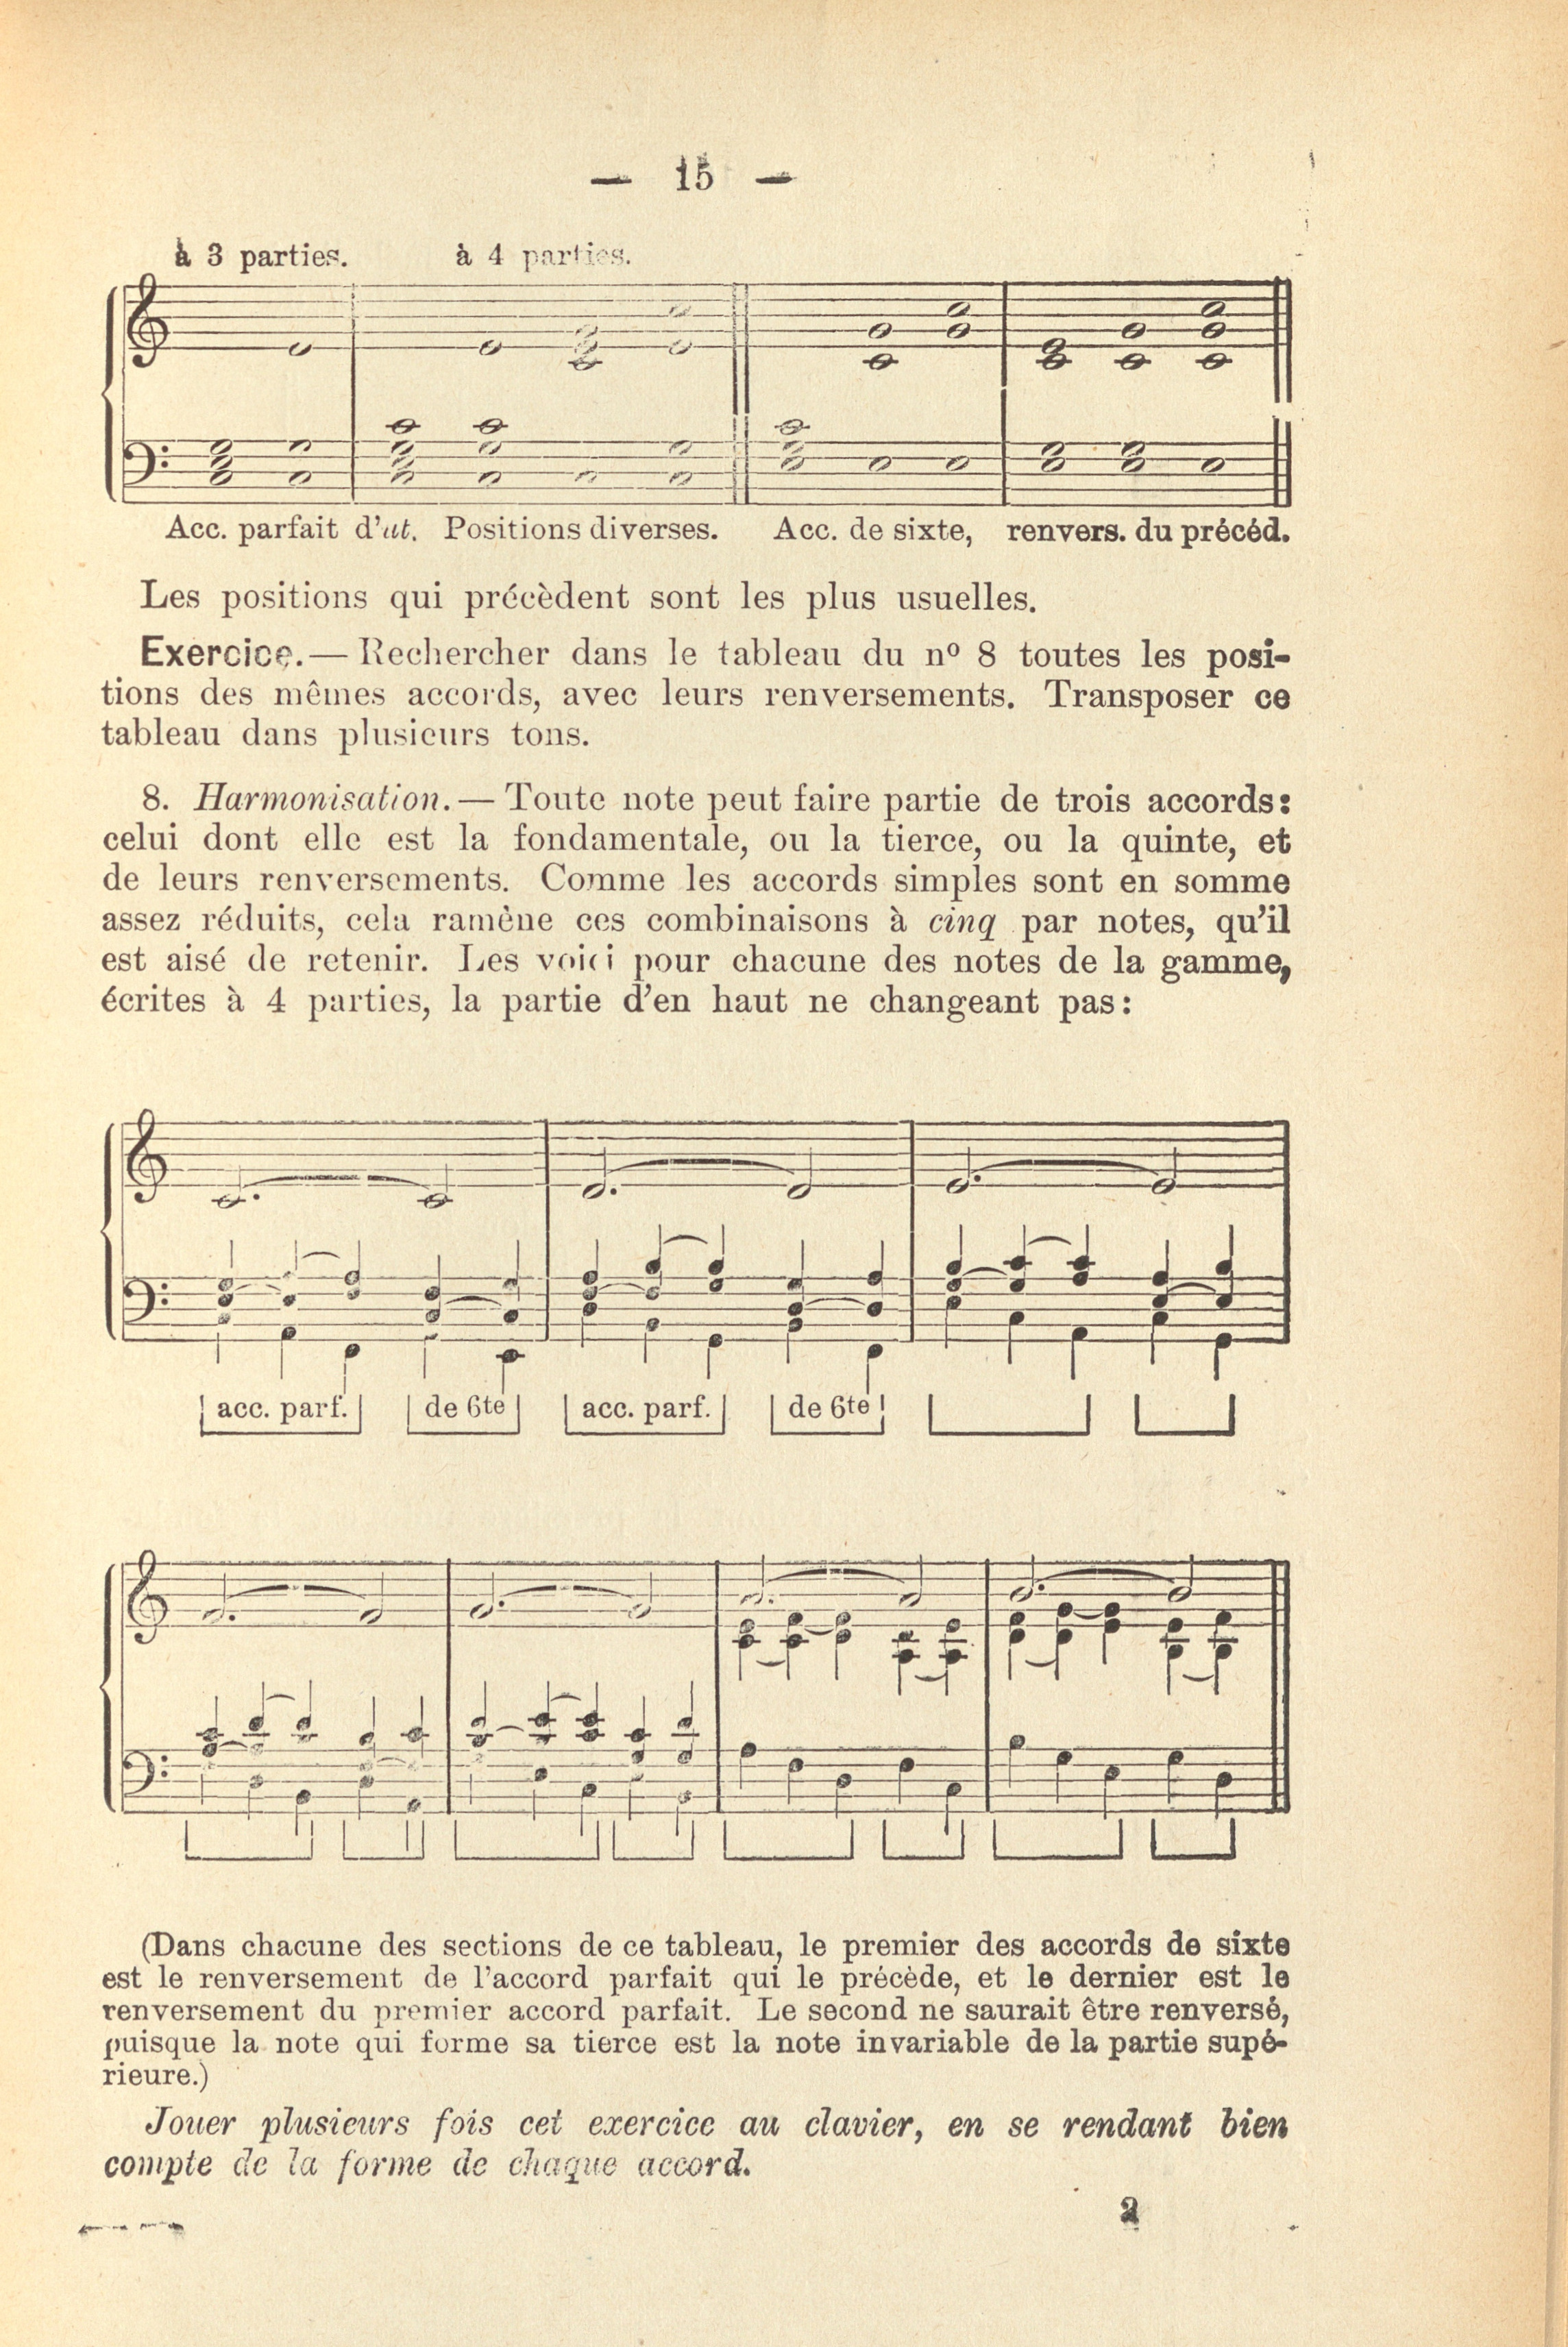 — 15 —
à 3 parties. à 4 parties.
Acc. parfait d'ut. Positions diverses. Acc. de sixte, renvers. du précéd.
Les positions qui précèdent sont les plus usuelles.
Exercice. — Rechercher dans le tableau du nº 8 toutes les posi-
tions des mêmes accords, avec leurs renversements. Transposer ce
tableau dans plusieurs tons.
8. Harmonisation. — Toute note peut faire partie de trois accords:
celui dont elle est la fondamentale, ou la tierce, ou la quinte, et
de leurs renversements. Comme les accords simples sont en somme
assez réduits, cela ramène ces combinaisons à cinq par notes, qu'il
est aisé de retenir. Les voici pour chacune des notes de la gamme,
écrites à 4 parties, la partie d'en haut ne changeant pas:
acc. parf. de 6te acc. parf. de 6te
(Dans chacune des sections de ce tableau, le premier des accords de sixte
est le renversement de l'accord parfait qui le précède, et le dernier est le
renversement du premier accord parfait. Le second ne saurait être renversé,
puisque la note qui forme sa tierce est la note invariable de la partie supé-
rieure.)
Jouer plusieurs fois cet exercice au clavier, en se rendant bien
compte de la forme de chaque accord.
2